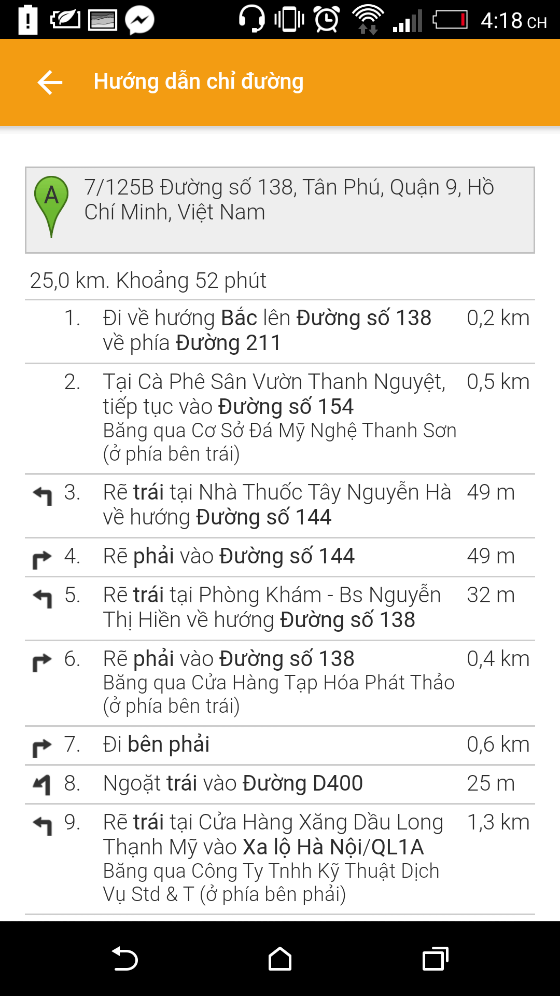 4:18 CH
Hướng dẫn chỉ đường
A
7/125B Đường số 138, Tân Phú, Quận 9, Hồ
Chí Minh, Việt Nam
25,0 km. Khoảng 52 phút
1. Đi về hướng Bắc lên Đường số 138 0,2 km
về phía Đường 211
2. Tại Cà Phê Sân Vườn Thanh Nguyệt, 0,5 km
tiếp tục vào Đường số 154
Băng qua Cơ Sở Đá Mỹ Nghệ Thanh Sơn
(ở phía bên trái)
3. Rẽ trái tại Nhà Thuốc Tây Nguyễn Hà 49 m
về hướng Đường số 144
4. Rẽ phải vào Đường số 144 49 m
5. Rẽ trái tại Phòng Khám - Bs Nguyễn 32 m
Thị Hiền về hướng Đường số 138
6. Rẽ phải vào Đường số 138 0,4 km
Băng qua Cửa Hàng Tạp Hóa Phát Thảo
(ở phía bên trái)
7. Đi bên phải 0,6 km
8. Ngoặt trái vào Đường D400 25 m
9. Rẽ trái tại Cửa Hàng Xăng Dầu Long 1,3 km
Thạnh Mỹ vào Xa lộ Hà Nội/QL1A
Băng qua Công Ty Tnhh Kỹ Thuật Dịch
Vụ Std & T (ở phía bên phải)